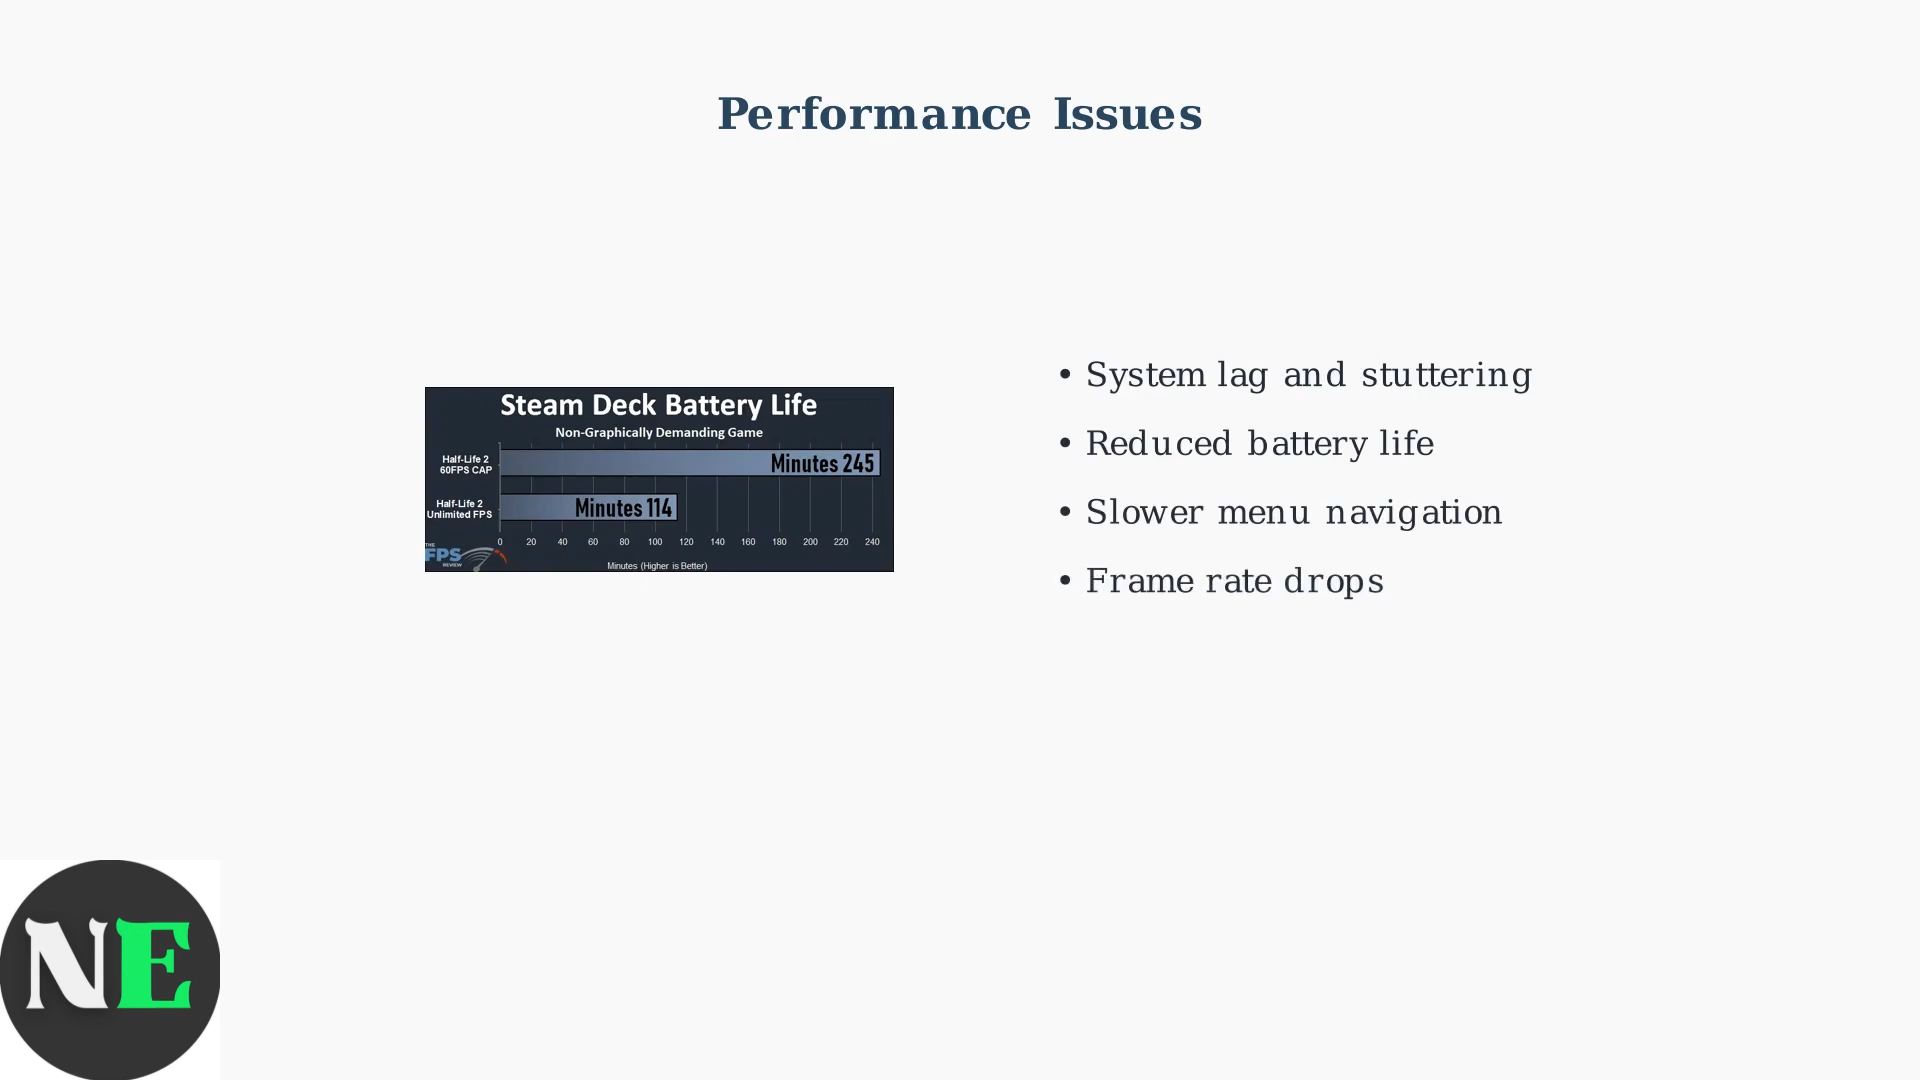 Performance Issues
Steam Deck Battery Life
Non-Graphically Demanding Game
Half-Life 2
60FPS CAP
Minutes 245
Half-Life 2
Unlimited FPS
Minutes 114
0 20 40 60 80 100 120 140 160 180 200 220 240
Minutes (Higher is Better)
THE
FPS
REVIEW
• System lag and stuttering
• Reduced battery life
• Slower menu navigation
• Frame rate drops
NE